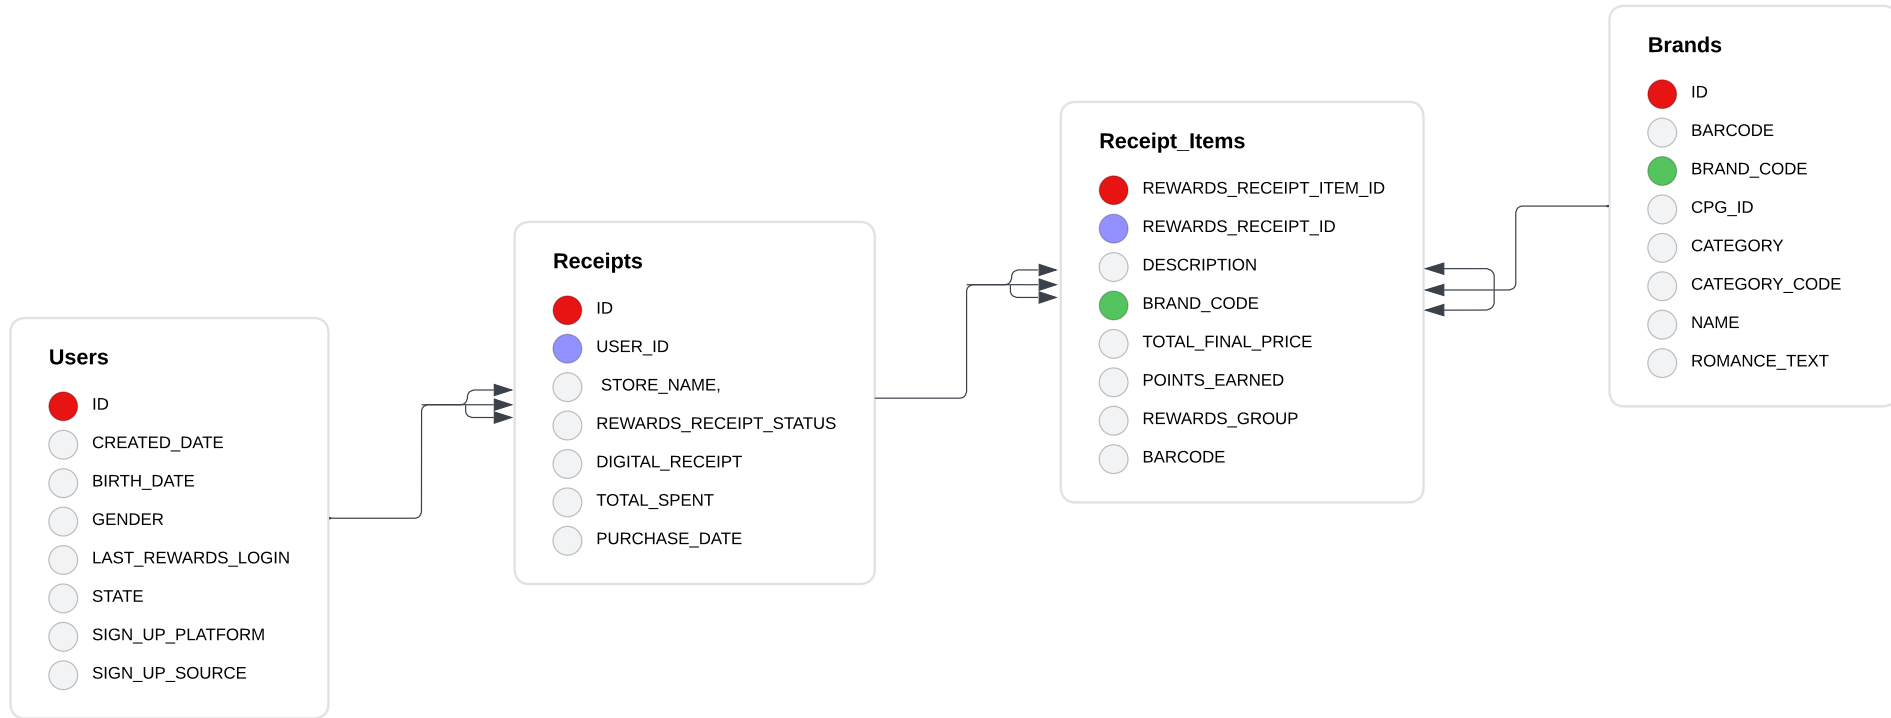 Users
ID
CREATED_DATE
BIRTH_DATE
GENDER
LAST_REWARDS_LOGIN
STATE
SIGN_UP_PLATFORM
SIGN_UP_SOURCE
Receipts
ID
USER_ID
STORE_NAME,
REWARDS_RECEIPT_STATUS
DIGITAL_RECEIPT
TOTAL_SPENT
PURCHASE_DATE
Receipt_Items
REWARDS_RECEIPT_ITEM_ID
REWARDS_RECEIPT_ID
DESCRIPTION
BRAND_CODE
TOTAL_FINAL_PRICE
POINTS_EARNED
REWARDS_GROUP
BARCODE
Brands
ID
BARCODE
BRAND_CODE
CPG_ID
CATEGORY
CATEGORY_CODE
NAME
ROMANCE_TEXT